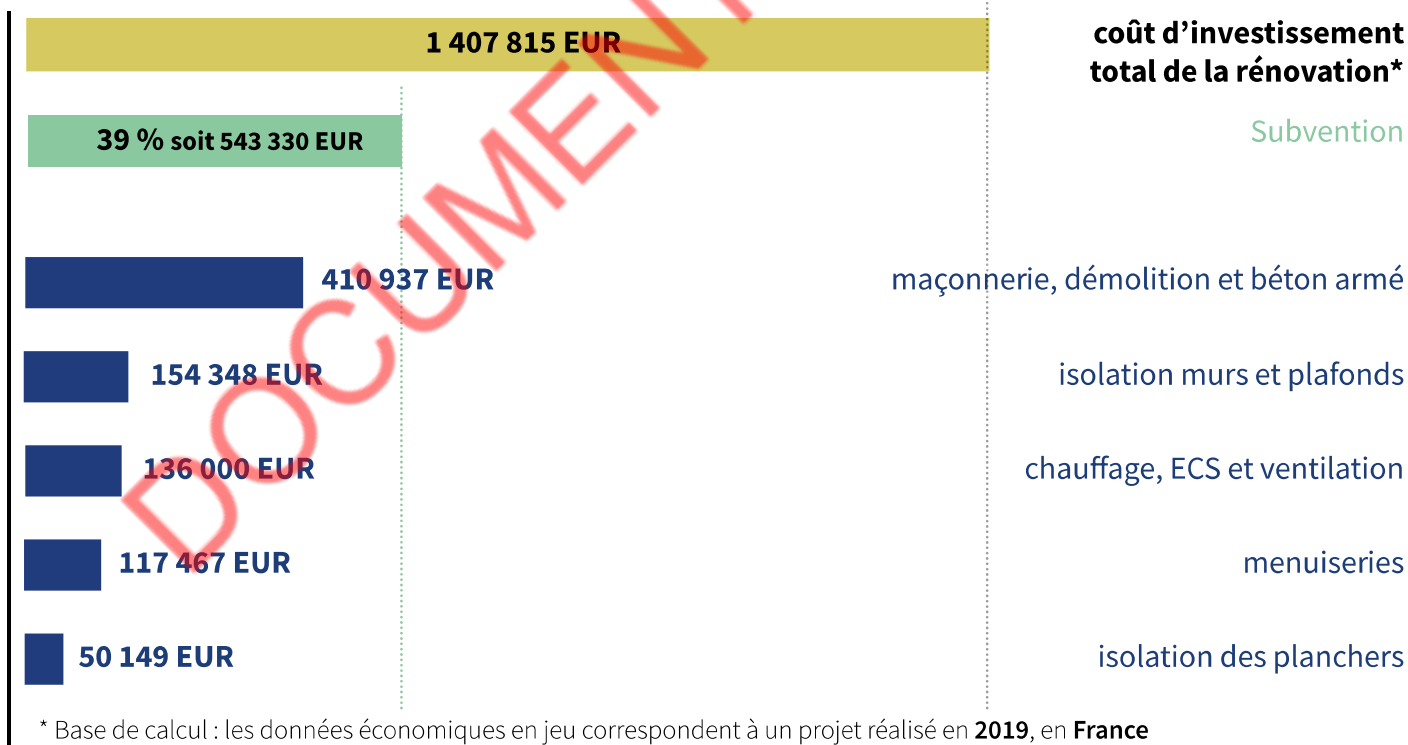 1 407 815 EUR
coût d’investissement
total de la rénovation*
39 % soit 543 330 EUR
Subvention
410 937 EUR
maçonnerie, démolition et béton armé
154 348 EUR
isolation murs et plafonds
136 000 EUR
chauffage, ECS et ventilation
117 467 EUR
menuiseries
50 149 EUR
isolation des planchers
* Base de calcul : les données économiques en jeu correspondent à un projet réalisé en 2019, en France
DOCUMENT